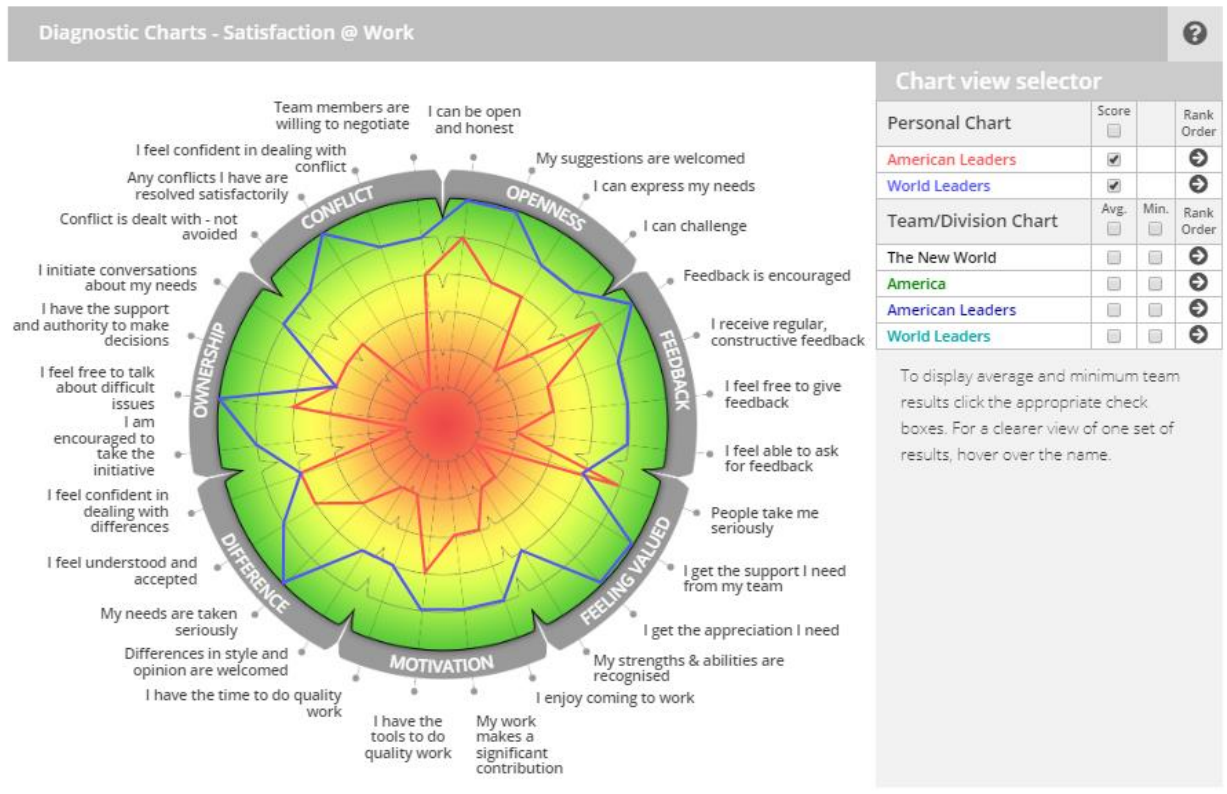 Diagnostic Charts - Satisfaction @ Work
Team members are
willing to negotiate
I can be open
and honest
I feel confident in dealing with
conflict
My suggestions are welcomed
Any conflicts I have are
resolved satisfactorily
I can express my needs
Conflict is dealt with - not
avoided
I can challenge
I initiate conversations
about my needs
Feedback is encouraged
I have the support
and authority to make
decisions
I receive regular,
constructive feedback
I feel free to talk
about difficult
issues
I feel free to give
feedback
I am
encouraged to
take the
initiative
I feel able to ask
for feedback
I feel confident in
dealing with
differences
People take me
seriously
I feel understood and
accepted
I get the support I need
from my team
My needs are taken
seriously
I get the appreciation I need
Differences in style and
opinion are welcomed
My strengths & abilities are
recognised
I have the time to do quality
work
I enjoy coming to work
I have the
tools to do
quality work
My work
makes a
significant
contribution
CONFLICT
OPENNESS
FEEDBACK
FEELING VALUED
MOTIVATION
DIFFERENCE
OWNERSHIP
Chart view selector
Personal Chart
Score
Rank
Order
American Leaders
World Leaders
Team/Division Chart
Avg.
Min.
Rank
Order
The New World
America
American Leaders
World Leaders
To display average and minimum team
results click the appropriate check
boxes. For a clearer view of one set of
results, hover over the name.